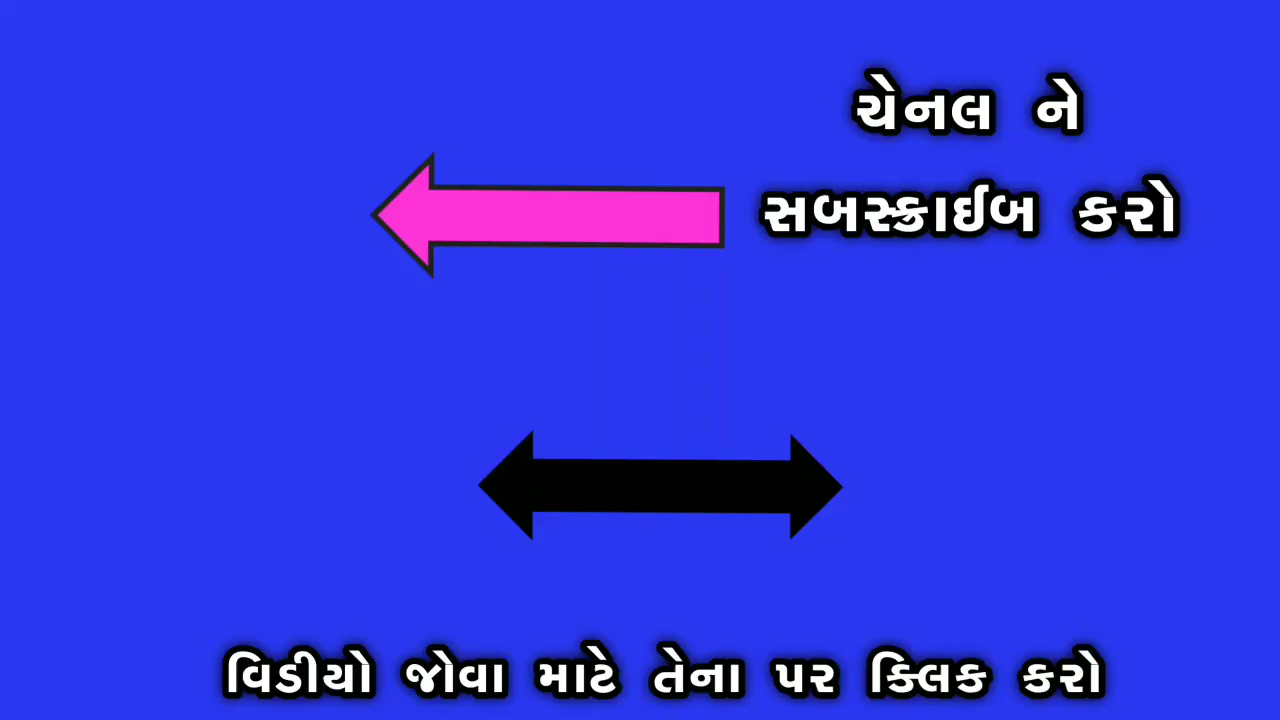 ચેનલ ને
સબસ્ક્રાઈબ કરો
વિડીયો જોવા માટે તેના પર ક્લિક કરો